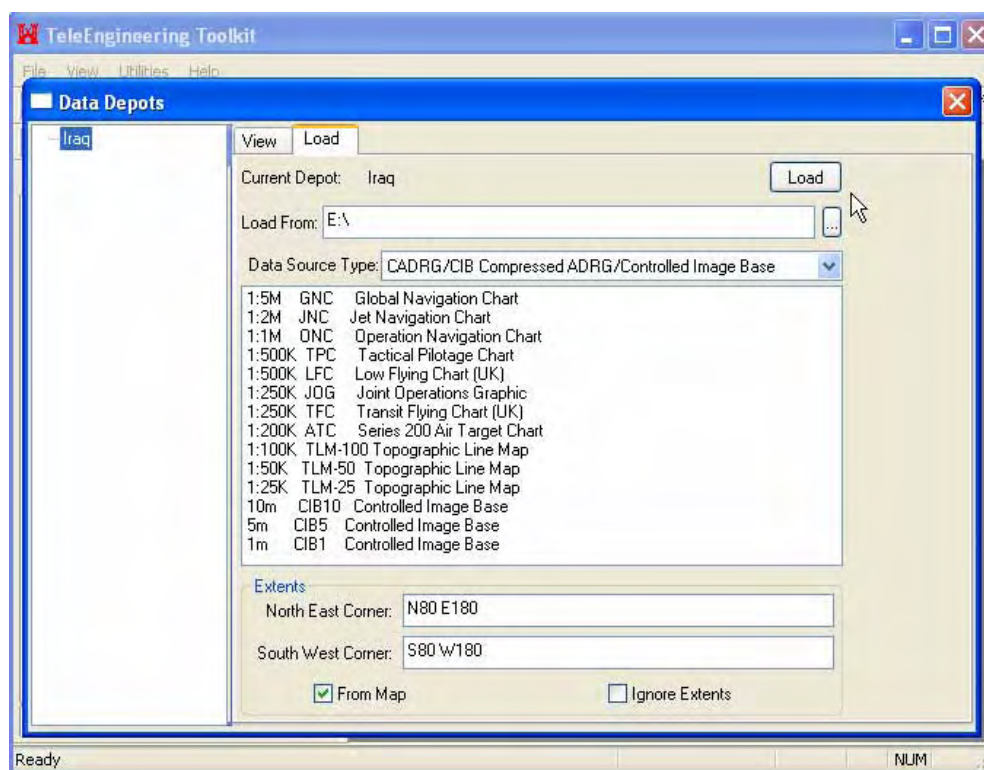 TeleEngineering Toolkit
File View Utilities Help
Data Depots
Iraq
View Load
Current Depot: Iraq Load
Load From: E:\ ...
Data Source Type: CADRG/CIB Compressed ADRG/Controlled Image Base
1:5M GNC Global Navigation Chart
1:2M JNC Jet Navigation Chart
1:1M ONC Operation Navigation Chart
1:500K TPC Tactical Pilotage Chart
1:500K LFC Low Flying Chart (UK)
1:250K JOG Joint Operations Graphic
1:250K TFC Transit Flying Chart (UK)
1:200K ATC Series 200 Air Target Chart
1:100K TLM-100 Topographic Line Map
1:50K TLM-50 Topographic Line Map
1:25K TLM-25 Topographic Line Map
10m CIB10 Controlled Image Base
5m CIB5 Controlled Image Base
1m CIB1 Controlled Image Base
Extents
North East Corner: N80 E180
South West Corner: S80 W180
From Map Ignore Extents
Ready NUM